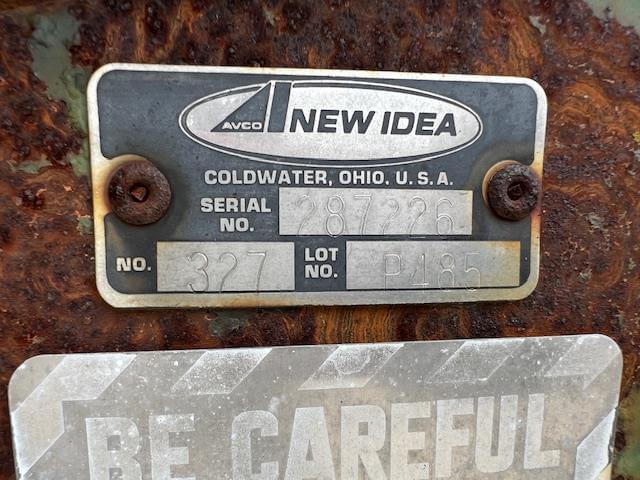 AVCO NEW IDEA
COLDWATER, OHIO, U.S.A.
SERIAL NO. 287226
NO. 327 LOT NO. P485
BE CAREFUL